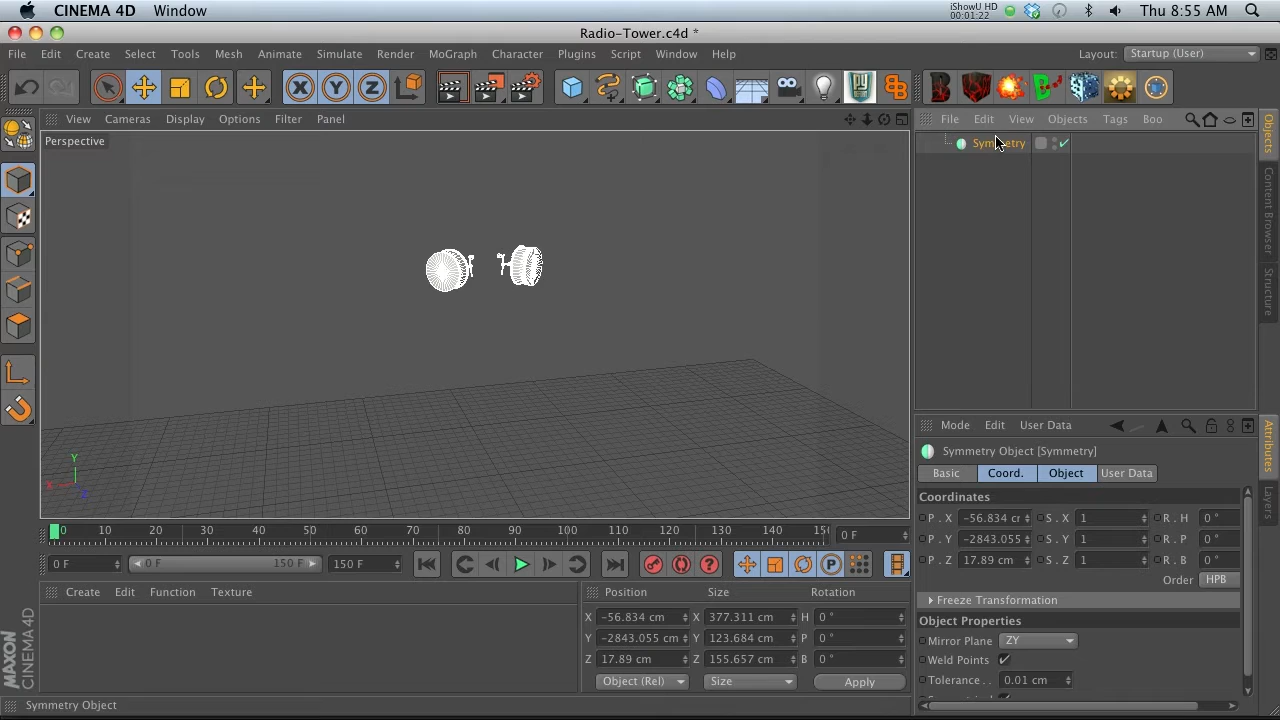 CINEMA 4D Window iShowU HD 00:01:22 Thu 8:55 AM
Radio-Tower.c4d *
File Edit Create Select Tools Mesh Animate Simulate Render MoGraph Character Plugins Script Window Help Layout: Startup (User)
X Y Z
View Cameras Display Options Filter Panel File Edit View Objects Tags Boo
Perspective
Symmetry
Objects
Content Browser
Structure
Mode Edit User Data
Symmetry Object [Symmetry]
Basic Coord. Object User Data
Attributes
Layers
Coordinates
P . X -56.834 cr S . X 1 R . H 0 °
P . Y -2843.055 S . Y 1 R . P 0 °
P . Z 17.89 cm S . Z 1 R . B 0 °
Order HPB
Freeze Transformation
Object Properties
Mirror Plane ZY
Weld Points
Tolerance . . 0.01 cm
Y
X
Z
0 10 20 30 40 50 60 70 80 90 100 110 120 130 140 15 0 F
0 F 0 F 150 F 150 F
Create Edit Function Texture
Position Size Rotation
X -56.834 cm X 377.311 cm H 0 °
Y -2843.055 cm Y 123.684 cm P 0 °
Z 17.89 cm Z 155.657 cm B 0 °
Object (Rel) Size Apply
MAXON
CINEMA 4D
Symmetry Object